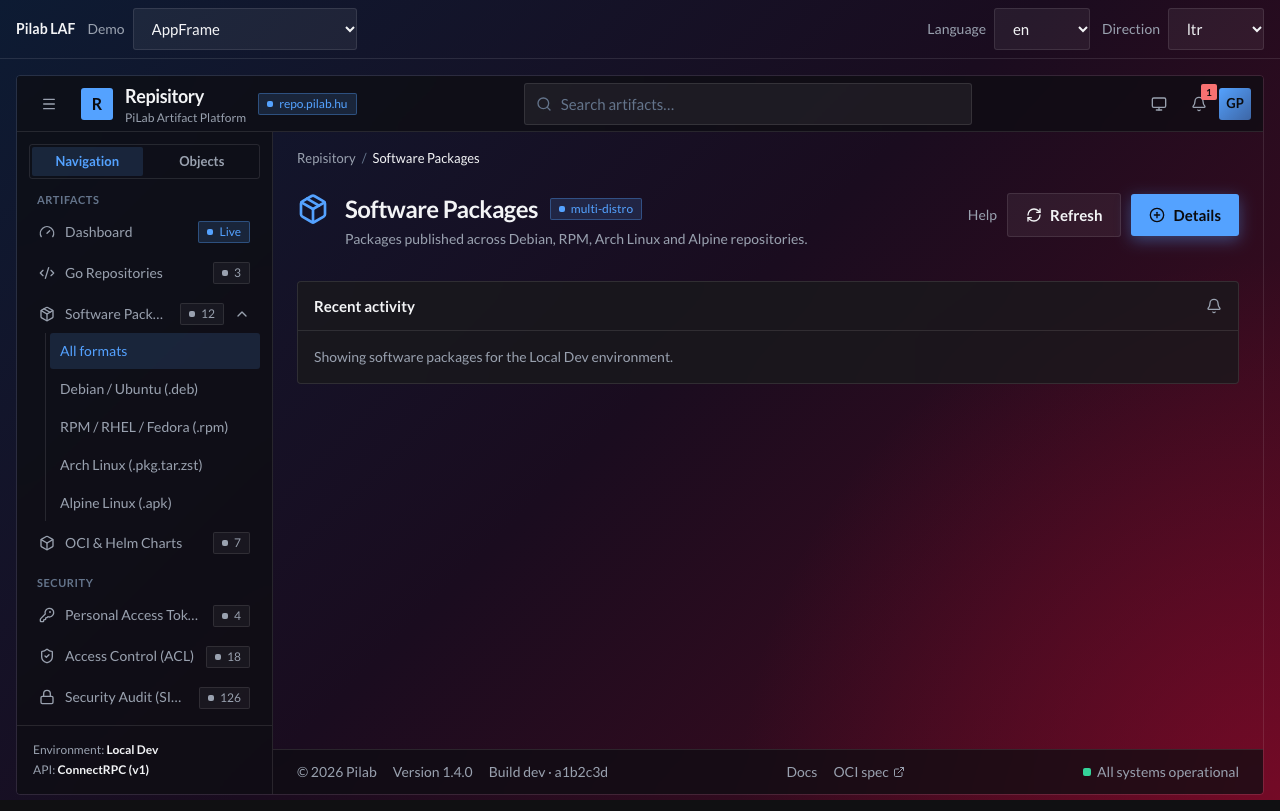 Pilab LAF Demo AppFrame Language en Direction ltr
R Repisitory repo.pilab.hu Search artifacts... 1 GP
PiLab Artifact Platform
Navigation Objects
ARTIFACTS
Dashboard Live
Go Repositories 3
Software Pack... 12
All formats
Debian / Ubuntu (.deb)
RPM / RHEL / Fedora (.rpm)
Arch Linux (.pkg.tar.zst)
Alpine Linux (.apk)
OCI & Helm Charts 7
SECURITY
Personal Access Tok... 4
Access Control (ACL) 18
Security Audit (SI... 126
Environment: Local Dev
API: ConnectRPC (v1)
Repisitory / Software Packages
Software Packages multi-distro Help Refresh Details
Packages published across Debian, RPM, Arch Linux and Alpine repositories.
Recent activity
Showing software packages for the Local Dev environment.
© 2026 Pilab Version 1.4.0 Build dev · a1b2c3d Docs OCI spec All systems operational